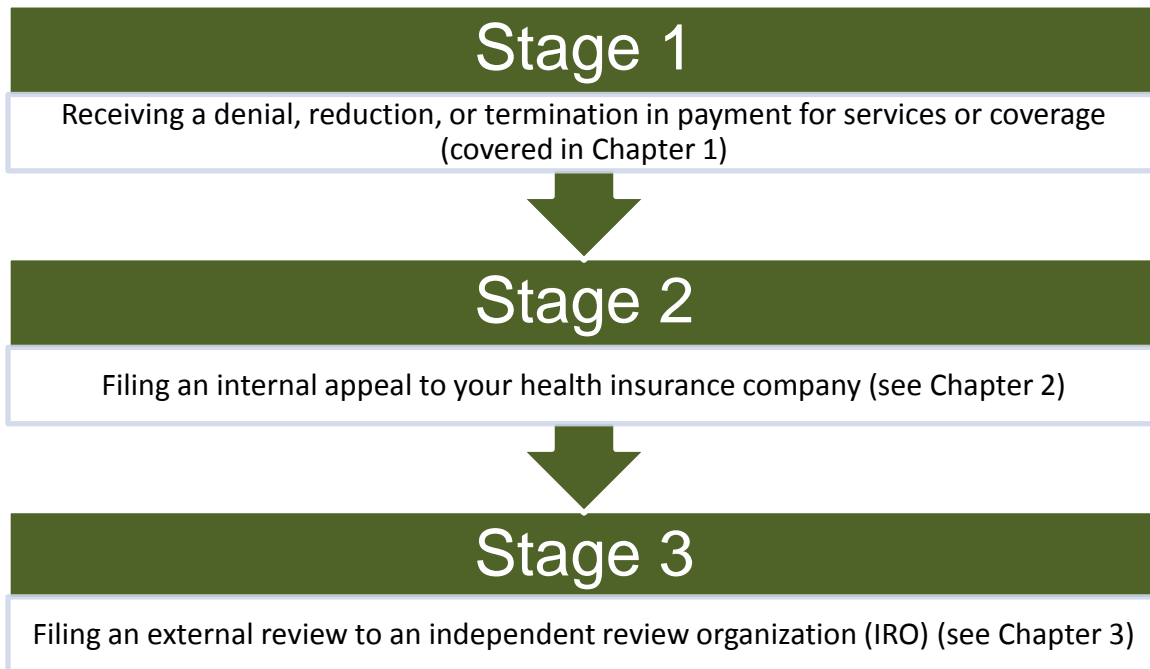 Stage 1
Receiving a denial, reduction, or termination in payment for services or coverage
(covered in Chapter 1)
Stage 2
Filing an internal appeal to your health insurance company (see Chapter 2)
Stage 3
Filing an external review to an independent review organization (IRO) (see Chapter 3)